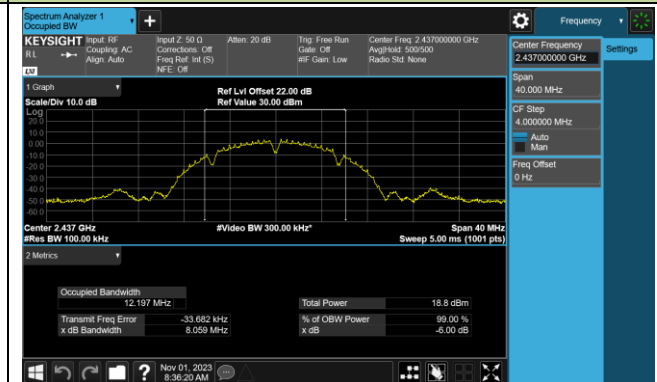 Spectrum Analyzer 1
Occupied BW
+
Frequency
KEYSIGHT
R L
Input: RF
Coupling: AC
Align: Auto
Input Z: 50 Ω
Corrections: Off
Freq Ref: Int (S)
NFE: Off
Atten: 20 dB
Trig: Free Run
Gate: Off
#IF Gain: Low
Center Freq: 2.437000000 GHz
Avg|Hold: 500/500
Radio Std: None
Center Frequency
2.437000000 GHz
Settings
Span
40.000 MHz
CF Step
4.000000 MHz
Auto
Man
Freq Offset
0 Hz
1 Graph
Scale/Div 10.0 dB
Ref Lvl Offset 22.00 dB
Ref Value 30.00 dBm
Log
20.0
10.0
0.00
-10.0
-20.0
-30.0
-40.0
-50.0
-60.0
Center 2.437 GHz
#Res BW 100.00 kHz
#Video BW 300.00 kHz*
Span 40 MHz
Sweep 5.00 ms (1001 pts)
2 Metrics
Occupied Bandwidth
12.197 MHz
Total Power 18.8 dBm
Transmit Freq Error -33.682 kHz
% of OBW Power 99.00 %
x dB Bandwidth 8.059 MHz
x dB -6.00 dB
?
Nov 01, 2023
8:36:20 AM